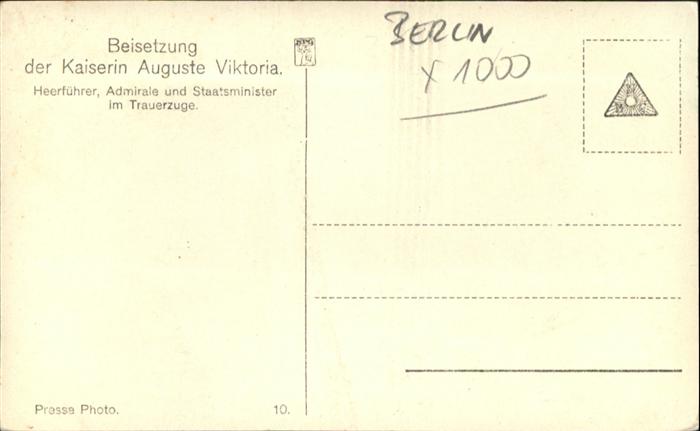 Beisetzung
der Kaiserin Auguste Viktoria.
Heerführer, Admirale und Staatsminister
im Trauerzuge.
BERLIN
x 1000
Presse Photo.
10.